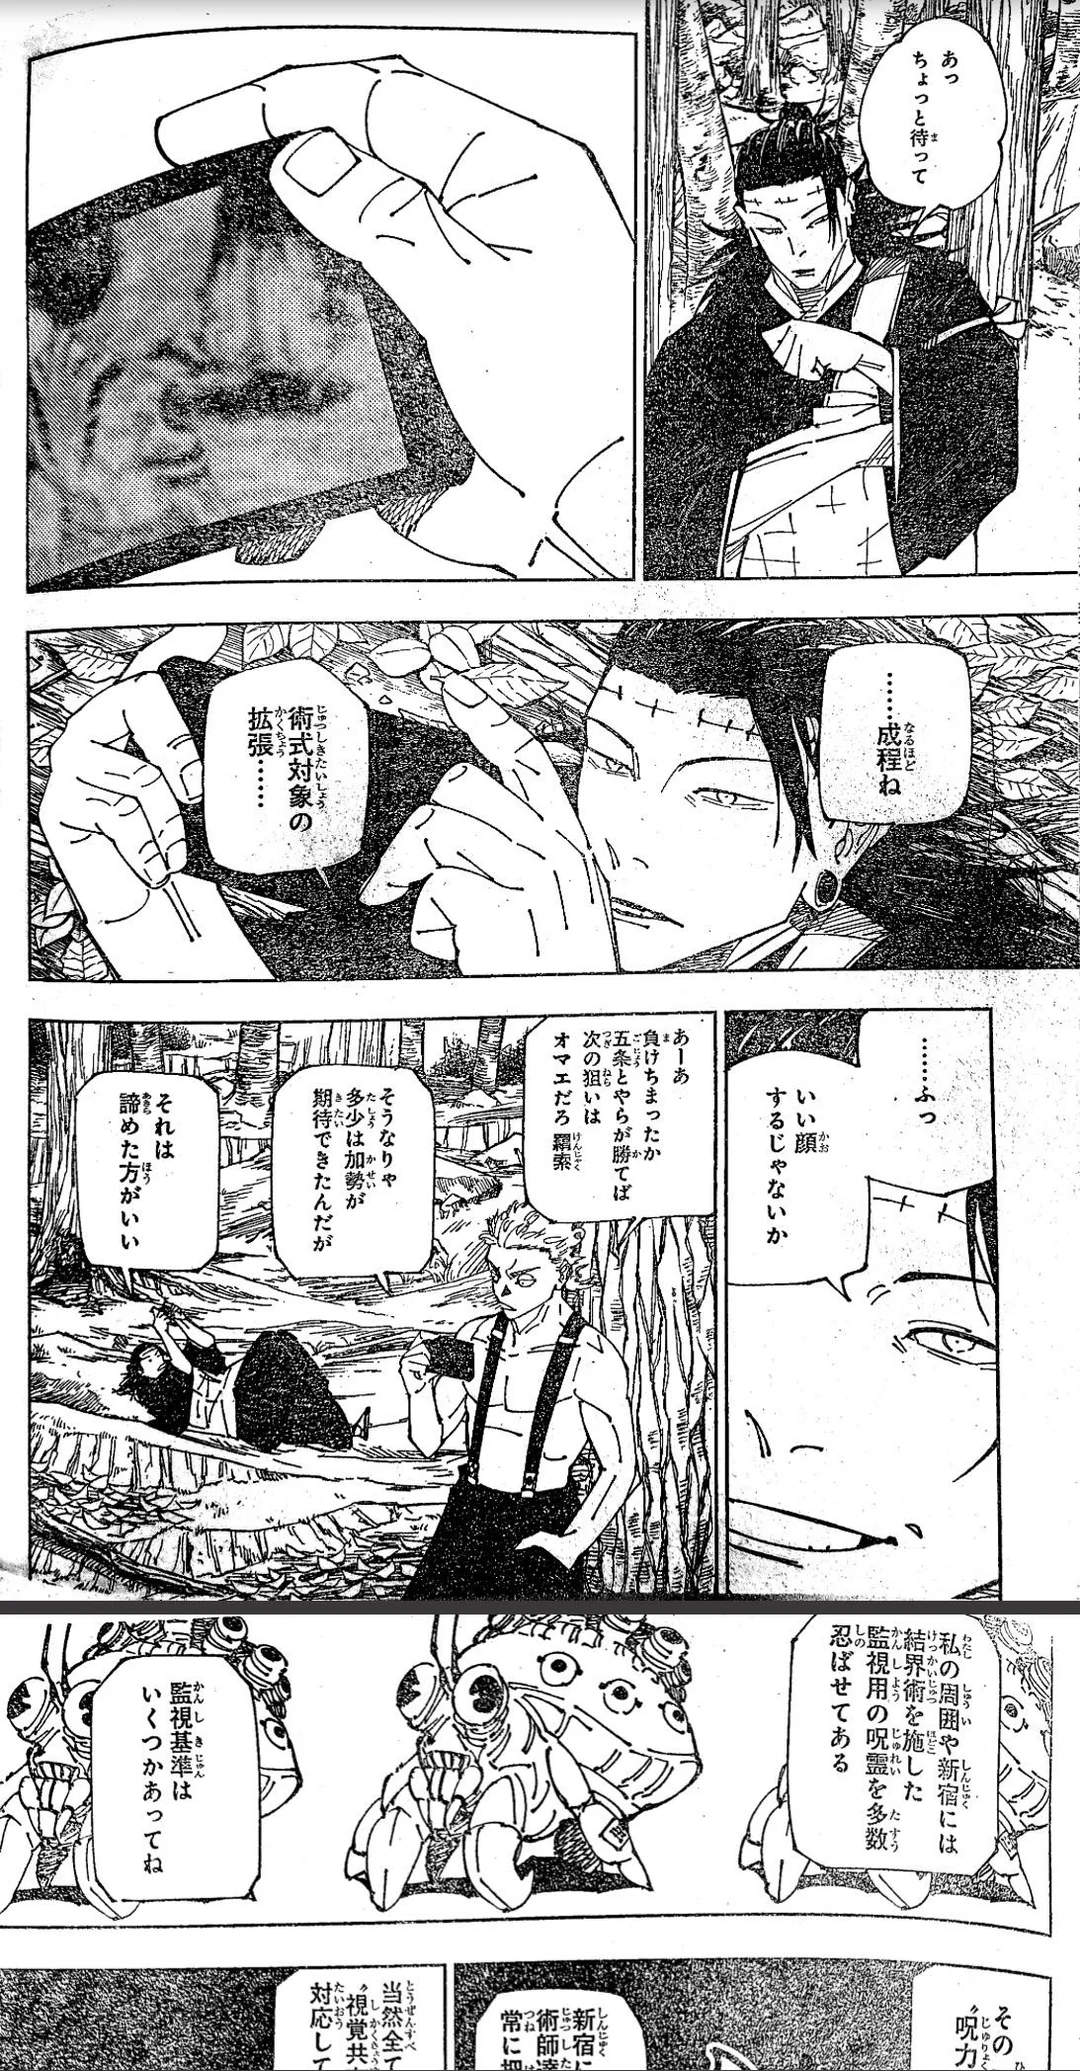 あっ
ちょっと待って
……成程ね
術式対象の
拡張……
……ふっ
いい顔
するじゃないか
あーあ
負けちまったか
五条とやらが勝てば
次の狙いは
オマエだろ 羂索
そうなりゃ
多少は加勢が
期待できたんだが
それは
諦めた方がいい
私の周囲や新宿には
結界術を施した
監視用の呪霊を多数
忍ばせてある
監視基準は
いくつかあってね
その
"呪力
新宿に
術師達
常に把
当然全て
"視覚共
対応して